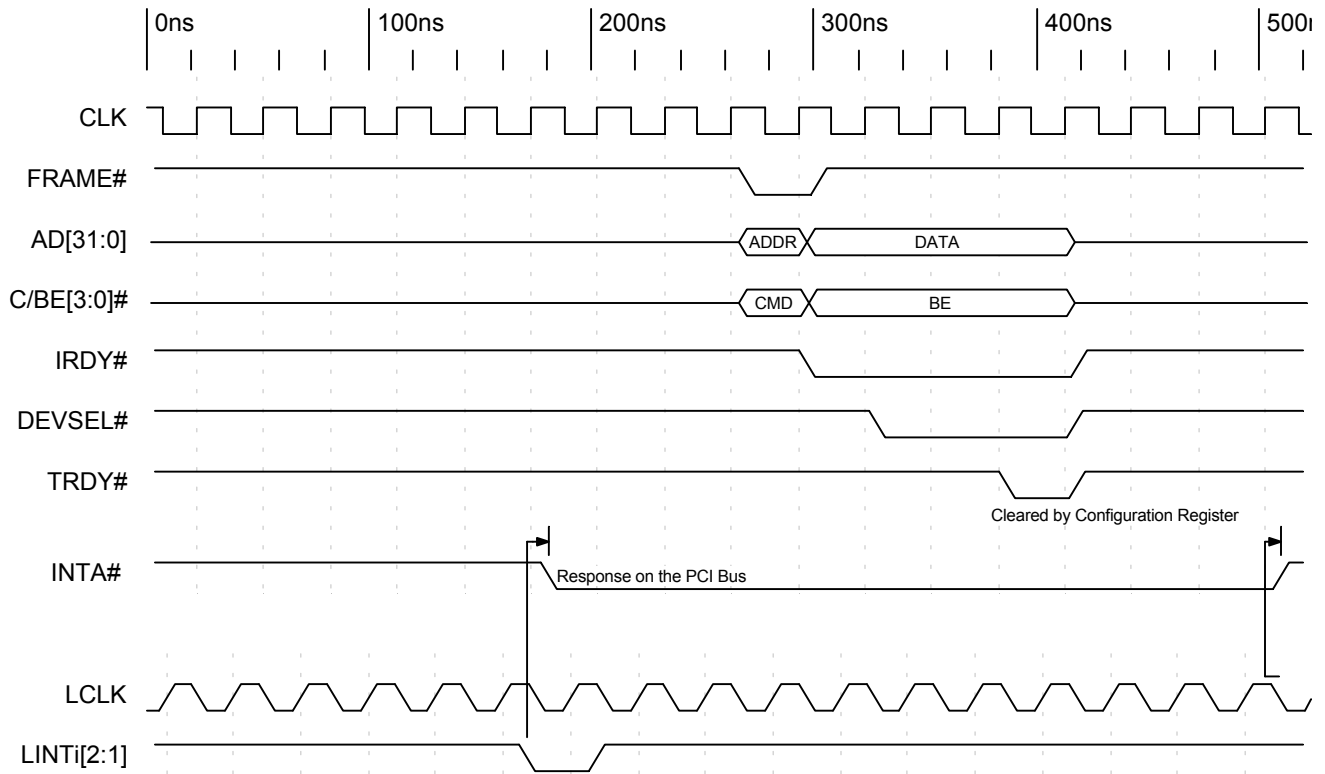 0ns 100ns 200ns 300ns 400ns 500n
CLK
FRAME#
AD[31:0] ADDR DATA
C/BE[3:0]# CMD BE
IRDY#
DEVSEL#
TRDY#
Cleared by Configuration Register
INTA# Response on the PCI Bus
LCLK
LINTi[2:1]